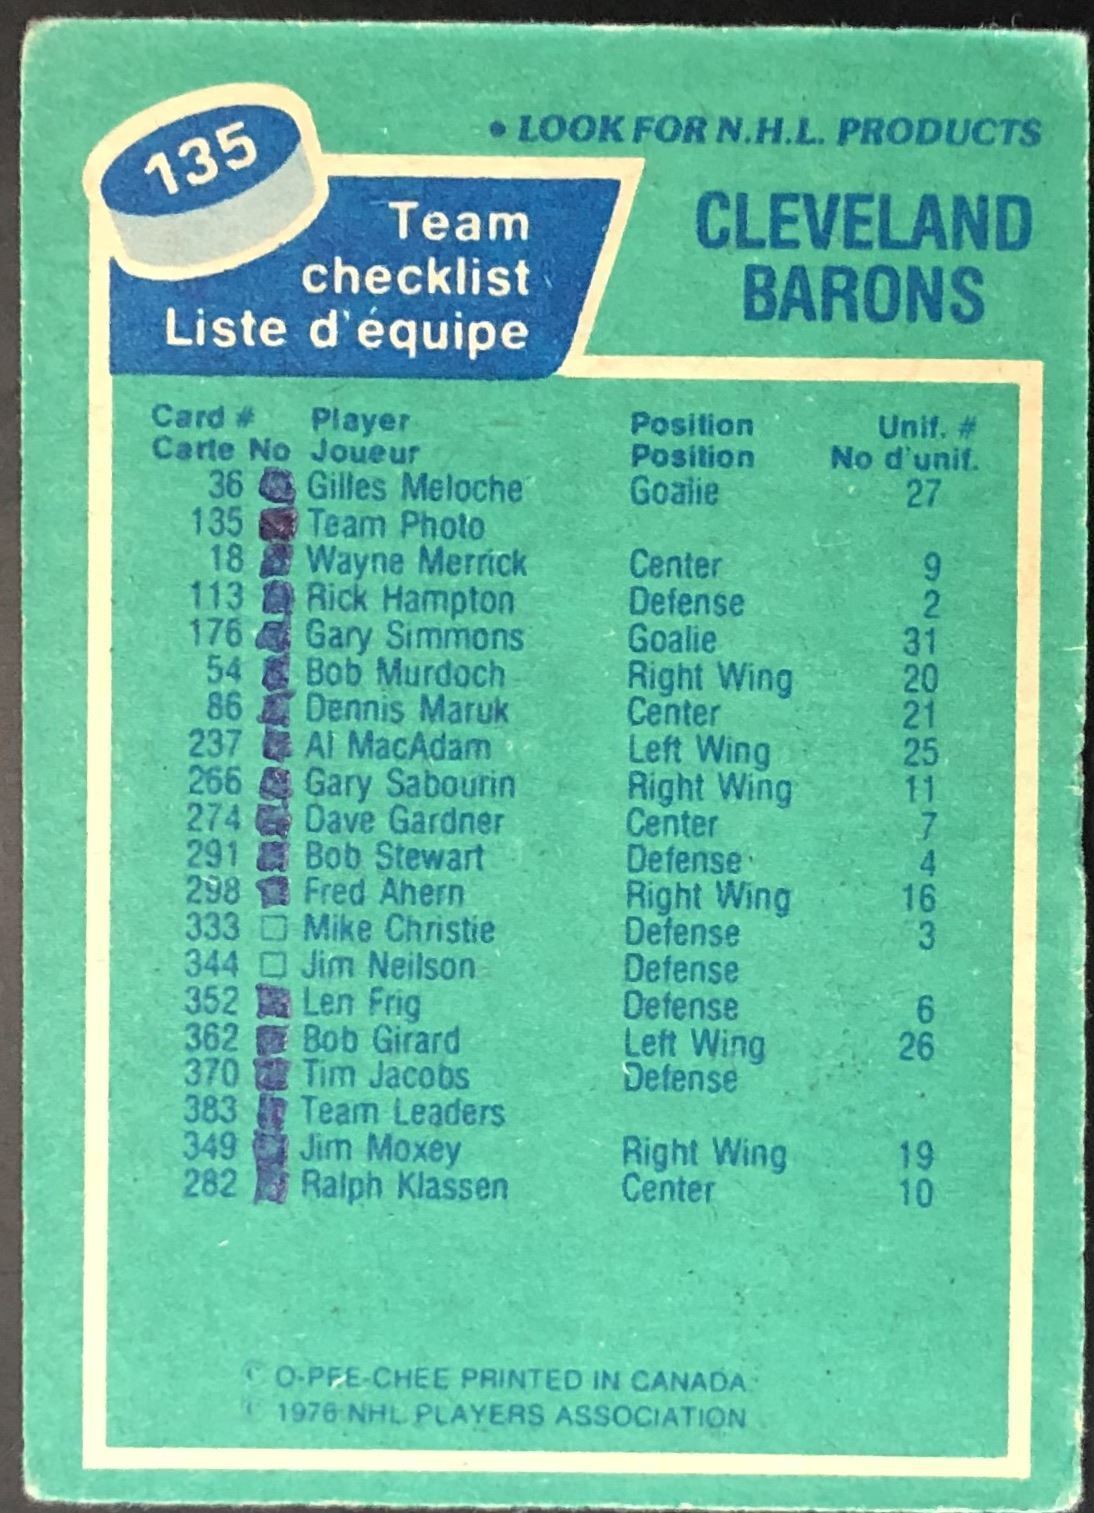 135
• LOOK FOR N.H.L. PRODUCTS
Team
checklist
Liste d'équipe
CLEVELAND
BARONS
Card # Player Position Unif. #
Carte No Joueur Position No d'unif.
36 Gilles Meloche Goalie 27
135 Team Photo
18 Wayne Merrick Center 9
113 Rick Hampton Defense 2
176 Gary Simmons Goalie 31
54 Bob Murdoch Right Wing 20
86 Dennis Maruk Center 21
237 Al MacAdam Left Wing 25
266 Gary Sabourin Right Wing 11
274 Dave Gardner Center 7
291 Bob Stewart Defense 4
298 Fred Ahern Right Wing 16
333 □ Mike Christie Defense 3
344 □ Jim Neilson Defense
352 Len Frig Defense 6
362 Bob Girard Left Wing 26
370 Tim Jacobs Defense
383 Team Leaders
349 Jim Moxey Right Wing 19
282 Ralph Klassen Center 10
© O-PEE-CHEE PRINTED IN CANADA
© 1976 NHL PLAYERS ASSOCIATION